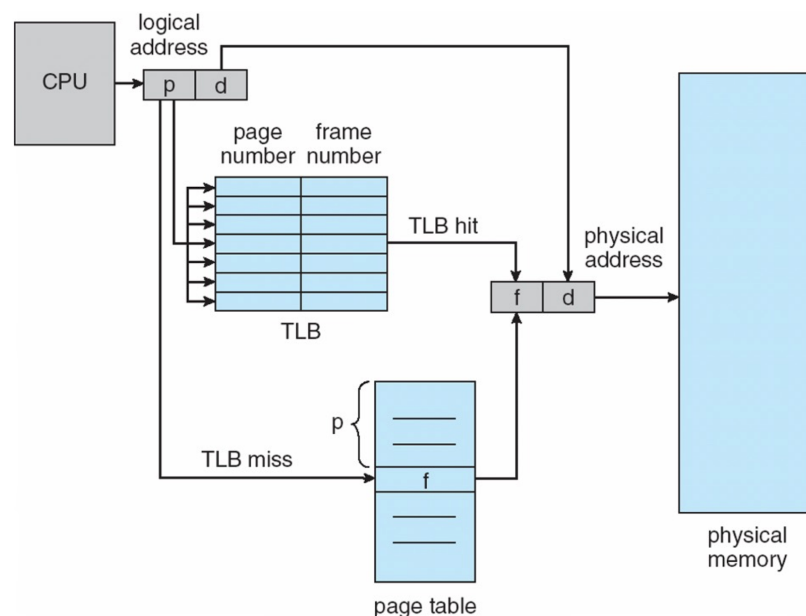 logical
address
CPU
p
d
page
number
frame
number
TLB hit
physical
address
f
d
TLB
p
TLB miss
f
physical
memory
page table